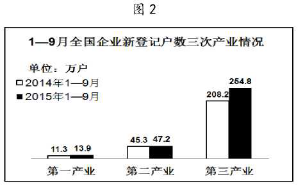 图 2
1—9月全国企业新登记户数三次产业情况
单位：万户
2014年1—9月
2015年1—9月
254.8
208.2
45.3 47.2
11.3 13.9
第一产业 第二产业 第三产业